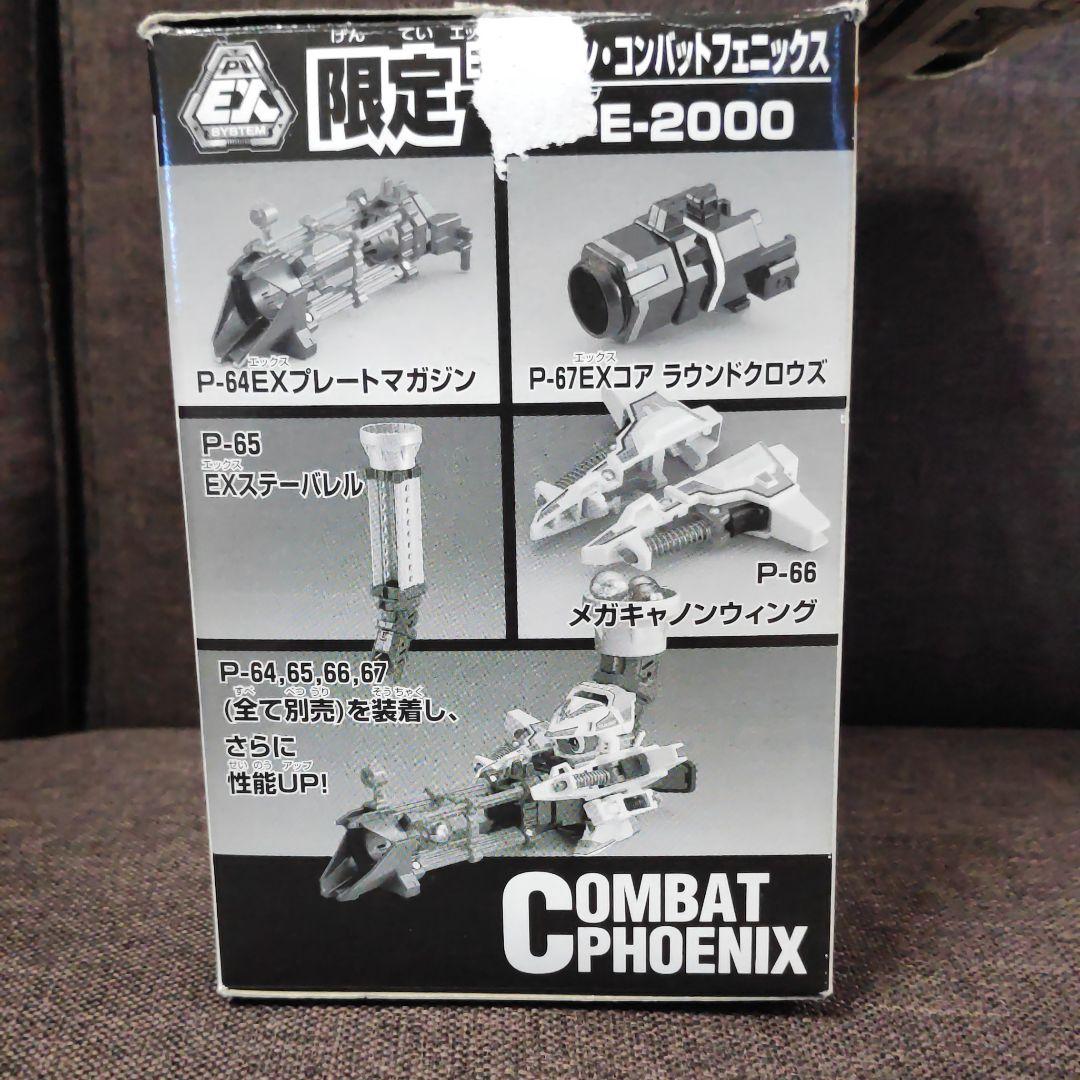 EX
SYSTEM
げん てい
限定
・コンバットフェニックス
E-2000
エックス
P-64EXプレートマガジン
エックス
P-67EXコア ラウンドクロウズ
P-65
エックス
EXステーバレル
P-66
メガキャノンウィング
P-64,65,66,67
すべ べつ うり そうちゃく
(全て別売)を装着し、
さらに
せい のう アップ
性能UP!
COMBAT
PHOENIX